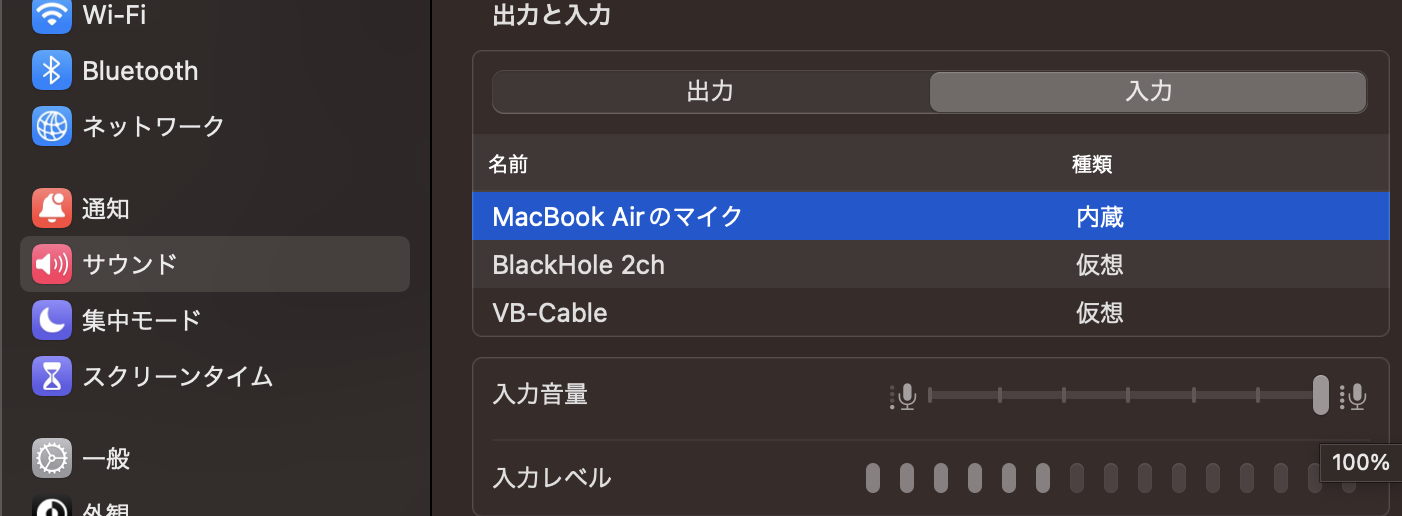 Wi-Fi
Bluetooth
ネットワーク
通知
サウンド
集中モード
スクリーンタイム
一般
外観
出力と入力
出力 入力
名前 種類
MacBook Airのマイク 内蔵
BlackHole 2ch 仮想
VB-Cable 仮想
入力音量
入力レベル
100%